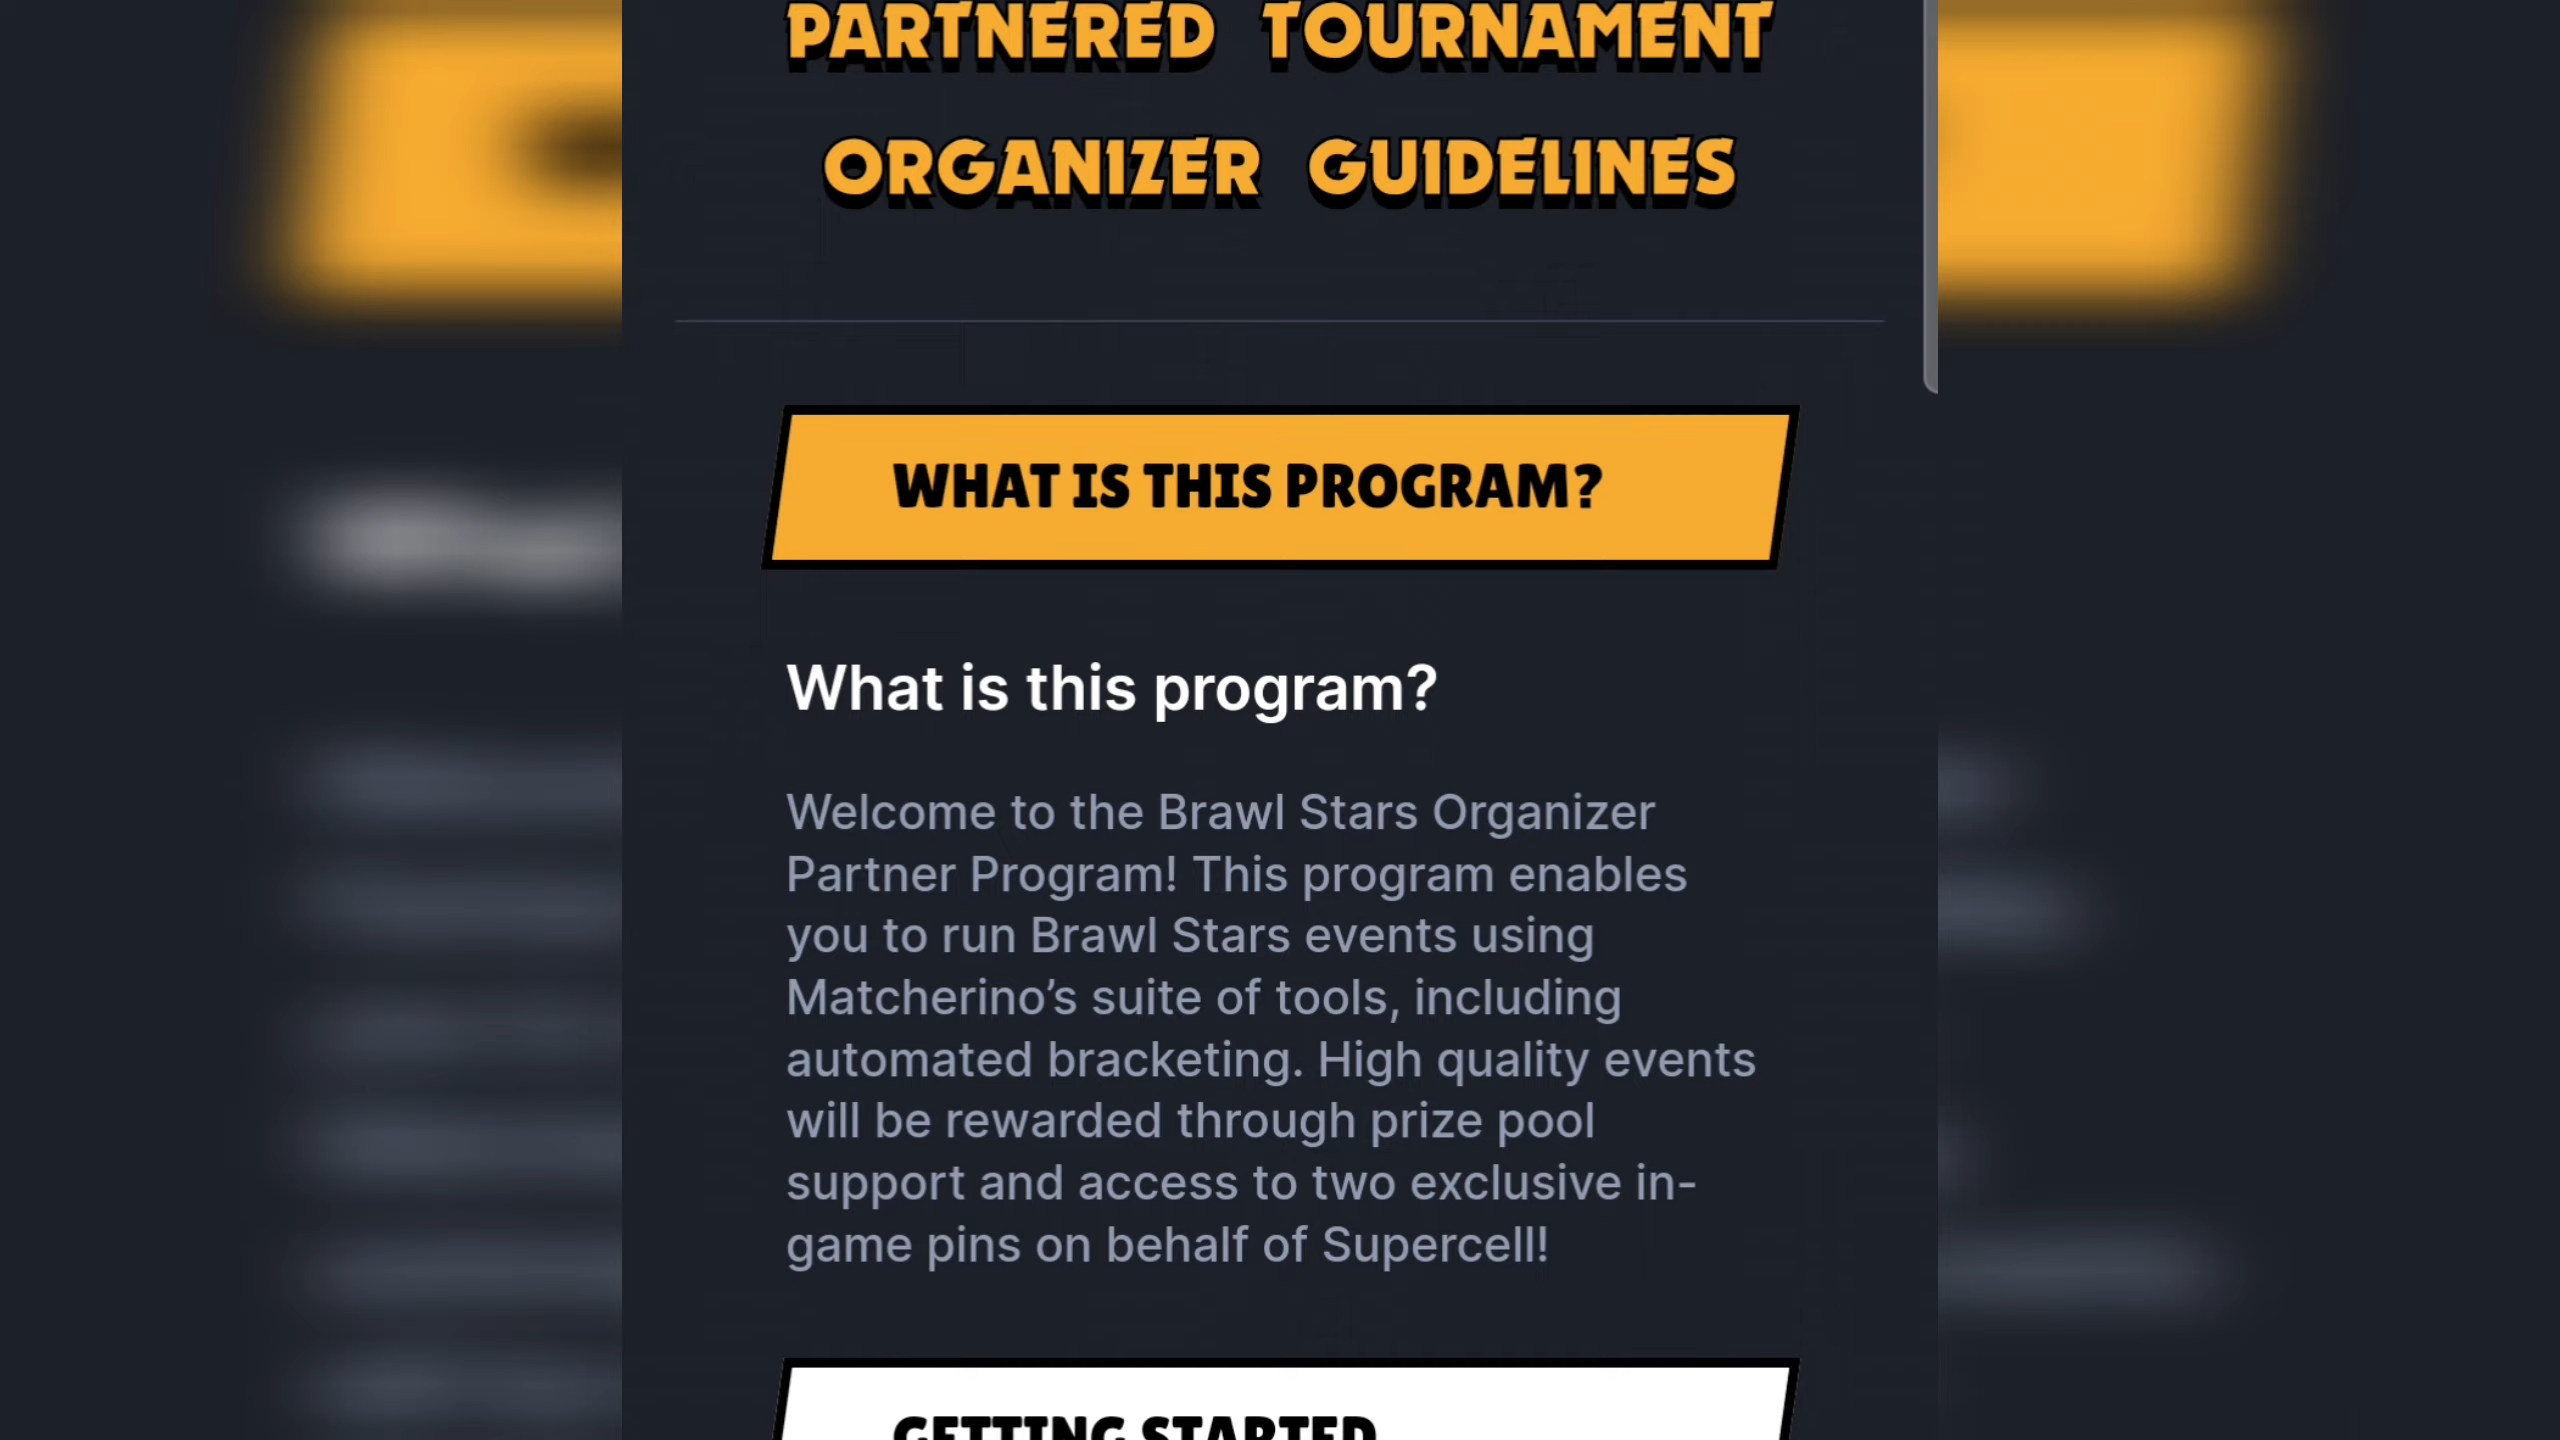 PARTNERED TOURNAMENT
ORGANIZER GUIDELINES
WHAT IS THIS PROGRAM?
What is this program?
Welcome to the Brawl Stars Organizer
Partner Program! This program enables
you to run Brawl Stars events using
Matcherino’s suite of tools, including
automated bracketing. High quality events
will be rewarded through prize pool
support and access to two exclusive in-
game pins on behalf of Supercell!
GETTING STARTED